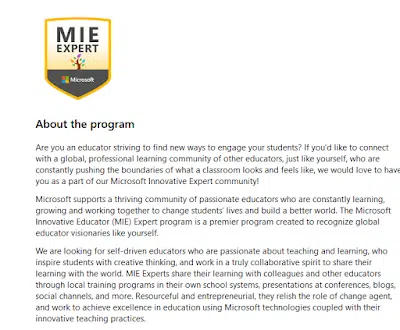 MIE
EXPERT
Microsoft
About the program
Are you an educator striving to find new ways to engage your students? If you'd like to connect
with a global, professional learning community of other educators, just like yourself, who are
constantly pushing the boundaries of what a classroom looks and feels like, we would love to have
you as a part of our Microsoft Innovative Expert community!
Microsoft supports a thriving community of passionate educators who are constantly learning,
growing and working together to change students' lives and build a better world. The Microsoft
Innovative Educator (MIE) Expert program is a premier program created to recognize global
educator visionaries like yourself.
We are looking for self-driven educators who are passionate about teaching and learning, who
inspire students with creative thinking, and work in a truly collaborative spirit to share their
learning with the world. MIE Experts share their learning with colleagues and other educators
through local training programs in their own school systems, presentations at conferences, blogs,
social channels, and more. Resourceful and entrepreneurial, they relish the role of change agent,
and work to achieve excellence in education using Microsoft technologies coupled with their
innovative teaching practices.